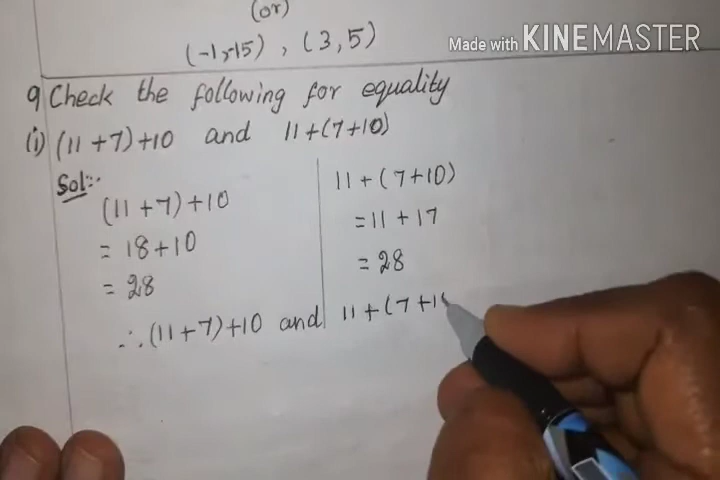 (or)
(-1,-15) , (3,5)
Made with KINEMASTER
9 Check the following for equality
(i) (11+7)+10 and 11+(7+10)
Sol:-
(11+7)+10
= 18+10
= 28
11+(7+10)
= 11+17
= 28
∴ (11+7)+10 and 11+(7+1